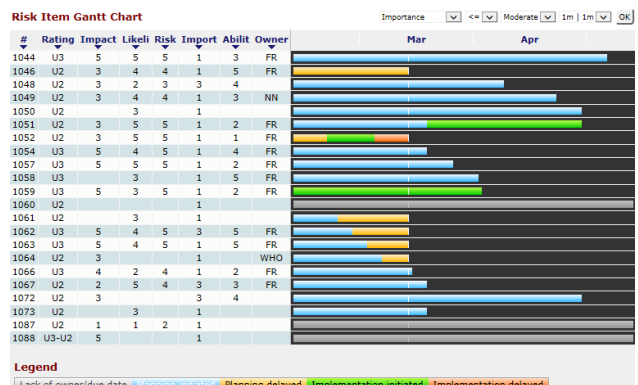 Risk Item Gantt Chart Importance <= Moderate 1m | 1m OK
# Rating Impact Likeli Risk Import Abilit Owner Mar Apr
1044 U3 5 5 5 1 3 FR
1046 U2 3 4 4 1 5 FR
1048 U2 3 2 3 3 4
1049 U2 3 4 4 1 3 NN
1050 U2 3 1
1051 U2 3 5 5 1 2 FR
1052 U2 3 5 5 1 1 FR
1054 U3 5 4 5 1 4 FR
1057 U3 5 5 5 1 2 FR
1058 U3 3 1 5 FR
1059 U3 5 3 5 1 2 FR
1060 U2 1
1061 U2 3 1
1062 U3 5 4 5 3 5 FR
1063 U3 5 4 5 1 5 FR
1064 U2 3 1 WHO
1066 U3 4 2 4 1 2 FR
1067 U2 2 5 4 3 3 FR
1072 U2 3 3 4
1073 U2 3 1
1087 U2 1 1 2 1
1088 U3-U2 5 1
Legend
Lack of owner/due date Planning initiated Planning delayed Implementation initiated Implementation delayed